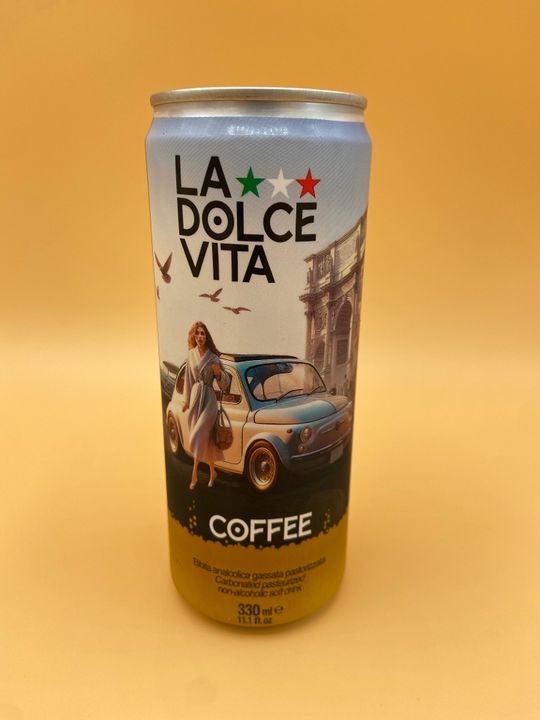 LA
DOLCE
VITA
COFFEE
Bibita analcolica gassata pastorizzata
Carbonated pasteurized
non-alcoholic soft drink
330 ml e
11.1 fl. oz